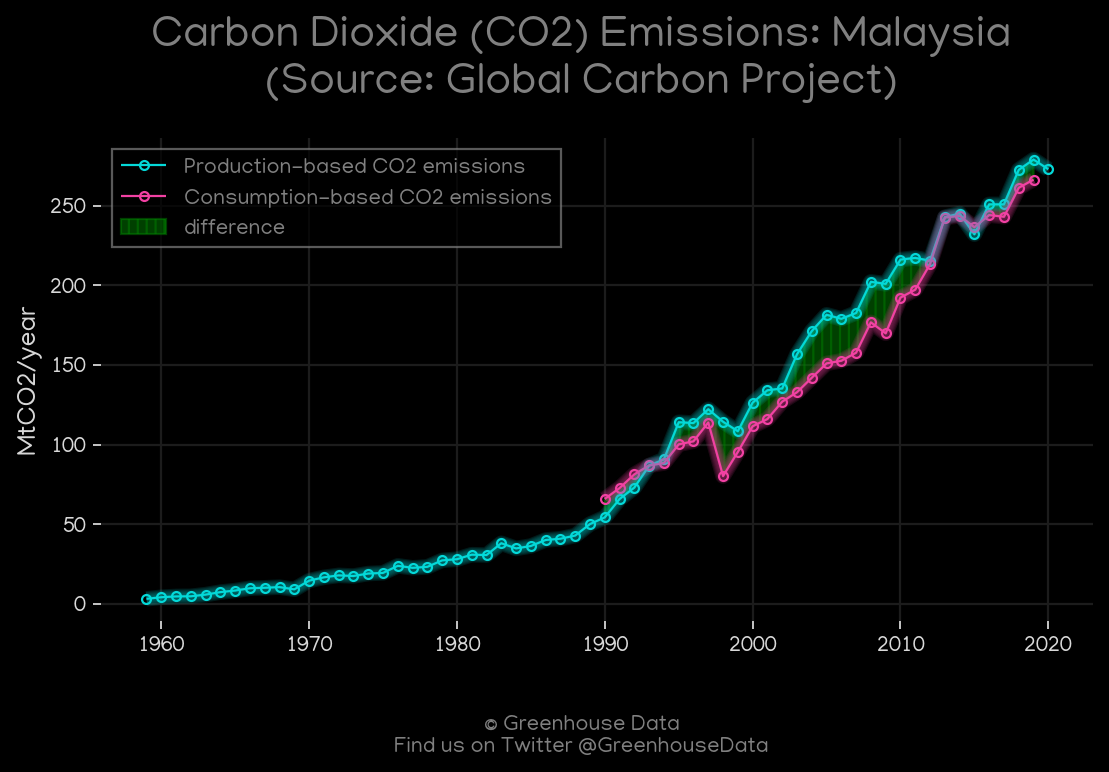 Carbon Dioxide (CO2) Emissions: Malaysia
(Source: Global Carbon Project)
Production-based CO2 emissions
Consumption-based CO2 emissions
difference
MtCO2/year
250
200
150
100
50
0
1960 1970 1980 1990 2000 2010 2020
© Greenhouse Data
Find us on Twitter @GreenhouseData